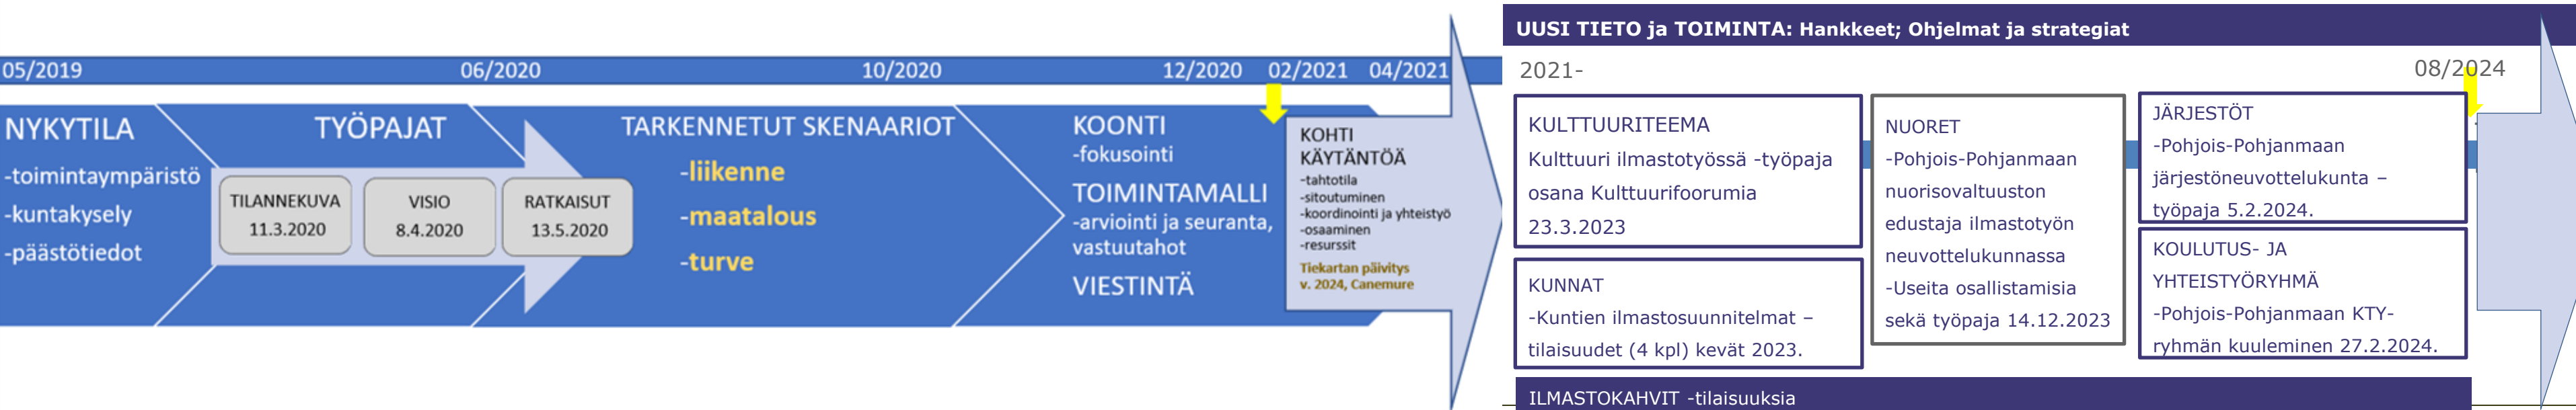 05/2019
06/2020
10/2020
12/2020
02/2021
04/2021
NYKYTILA
-toimintaympäristö
-kuntakysely
-päästötiedot
TYÖPAJAT
TILANNEKUVA
11.3.2020
VISIO
8.4.2020
RATKAISUT
13.5.2020
TARKENNETUT SKENAARIOT
-liikenne
-maatalous
-turve
KOONTI
-fokusointi
TOIMINTAMALLI
-arviointi ja seuranta,
vastuutahot
VIESTINTÄ
KOHTI
KÄYTÄNTÖÄ
-tahtotila
-sitoutuminen
-koordinointi ja yhteistyö
-osaaminen
-resurssit
Tiekartan päivitys
v. 2024, Canemure
UUSI TIETO ja TOIMINTA: Hankkeet; Ohjelmat ja strategiat
2021-
08/2024
KULTTUURITEEMA
Kulttuuri ilmastotyössä -työpaja
osana Kulttuurifoorumia
23.3.2023
KUNNAT
-Kuntien ilmastosuunnitelmat –
tilaisuudet (4 kpl) kevät 2023.
NUORET
-Pohjois-Pohjanmaan
nuorisovaltuuston
edustaja ilmastotyön
neuvottelukunnassa
-Useita osallistamisia
sekä työpaja 14.12.2023
JÄRJESTÖT
-Pohjois-Pohjanmaan
järjestöneuvottelukunta –
työpaja 5.2.2024.
KOULUTUS- JA
YHTEISTYÖRYHMÄ
-Pohjois-Pohjanmaan KTY-
ryhmän kuuleminen 27.2.2024.
ILMASTOKAHVIT -tilaisuuksia